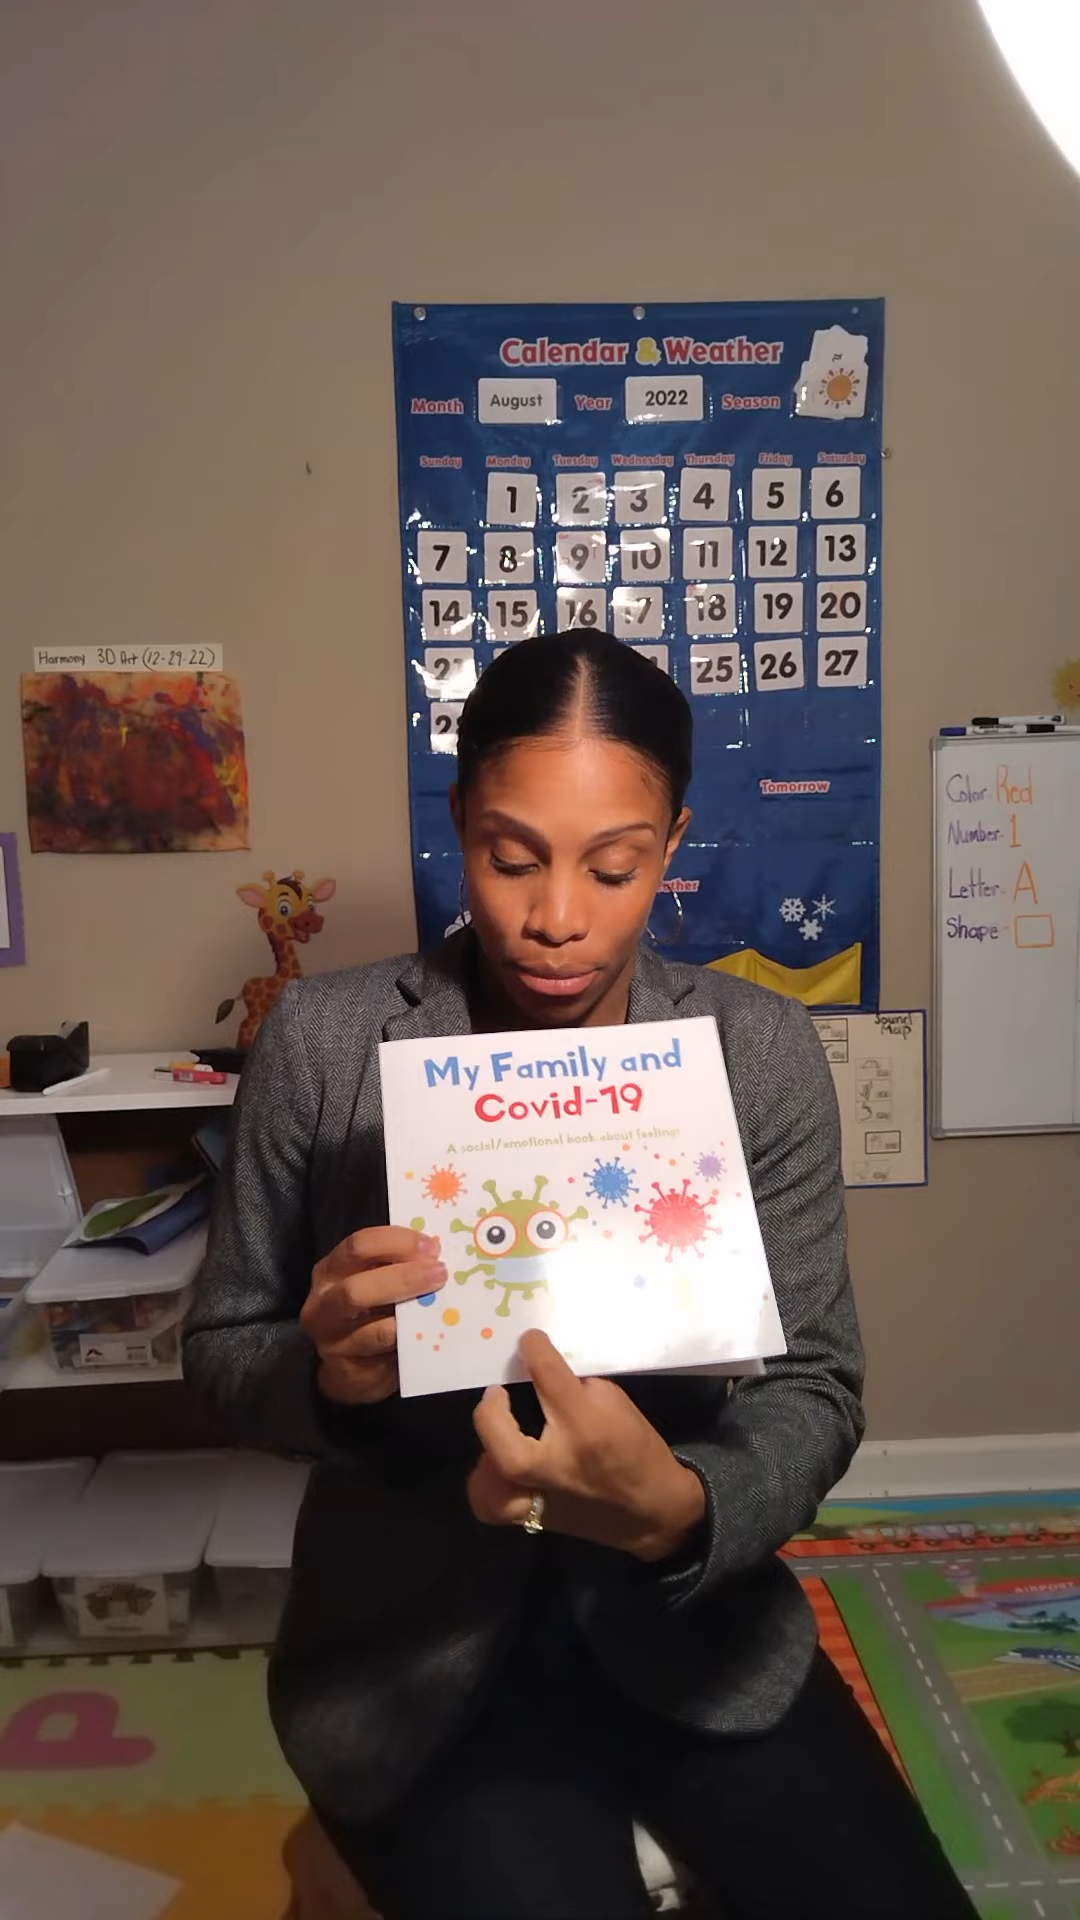 Calendar & Weather
Month August Year 2022 Season
Sunday Monday Tuesday Wednesday Thursday Friday Saturday
1 2 3 4 5 6
7 8 9 10 11 12 13
14 15 16 17 18 19 20
25 26 27
Tomorrow
Harmony 3D Art (12-29-22)
Color- Red
Number- 1
Letter- A
Shape-
Sound
Map
My Family and
Covid-19
A social/emotional book about feelings
AIRPORT
P